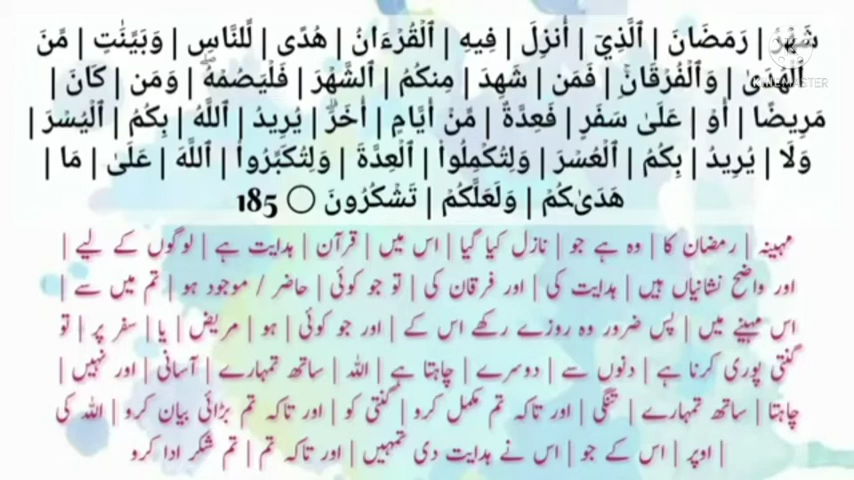 شَهْرُ | رَمَضَانَ | ٱلَّذِيٓ | أُنزِلَ | فِيهِ | ٱلْقُرْءَانُ | هُدًى | لِّلنَّاسِ | وَبَيِّنَٰتٍ | مِّنَ
ٱلْهُدَىٰ | وَٱلْفُرْقَانِۚ | فَمَن | شَهِدَ | مِنكُمُ | ٱلشَّهْرَ | فَلْيَصُمْهُۖ | وَمَن | كَانَ |
مَرِيضًا | أَوْ | عَلَىٰ سَفَرٍ | فَعِدَّةٌ | مِّنْ أَيَّامٍ | أُخَرَۗ | يُرِيدُ | ٱللَّهُ | بِكُمُ | ٱلْيُسْرَ |
وَلَا | يُرِيدُ | بِكُمُ | ٱلْعُسْرَ | وَلِتُكْمِلُوا۟ | ٱلْعِدَّةَ | وَلِتُكَبِّرُوا۟ | ٱللَّهَ | عَلَىٰ | مَا |
هَدَىٰكُمْ | وَلَعَلَّكُمْ | تَشْكُرُونَ ○ 185
مہینہ | رمضان کا | وہ ہے جو | نازل کیا گیا | اس میں | قرآن | ہدایت ہے | لوگوں کے لیے |
اور واضح نشانیاں ہیں | ہدایت کی | اور فرقان کی | تو جو کوئی | حاضر / موجود ہو | تم میں سے |
اس مہینے میں | پس ضرور وہ روزے رکھے اس کے | اور جو کوئی | ہو | مریض | یا | سفر پر | تو
گنتی پوری کرنا ہے | دنوں سے | دوسرے | چاہتا ہے | اللہ | ساتھ تمہارے | آسانی | اور نہیں |
چاہتا | ساتھ تمہارے | تنگی | اور تاکہ تم مکمل کرو | گنتی کو | اور تاکہ تم بڑائی بیان کرو | اللہ کی
| اوپر | اس کے جو | اس نے ہدایت دی تمہیں | اور تاکہ تم | تم شکر ادا کرو